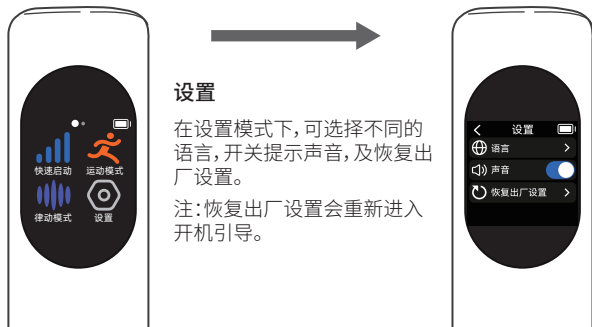 快速启动
运动模式
律动模式
设置
设置
在设置模式下,可选择不同的
语言,开关提示声音,及恢复出
厂设置。
注:恢复出厂设置会重新进入
开机引导。
设置
语言
声音
恢复出厂设置